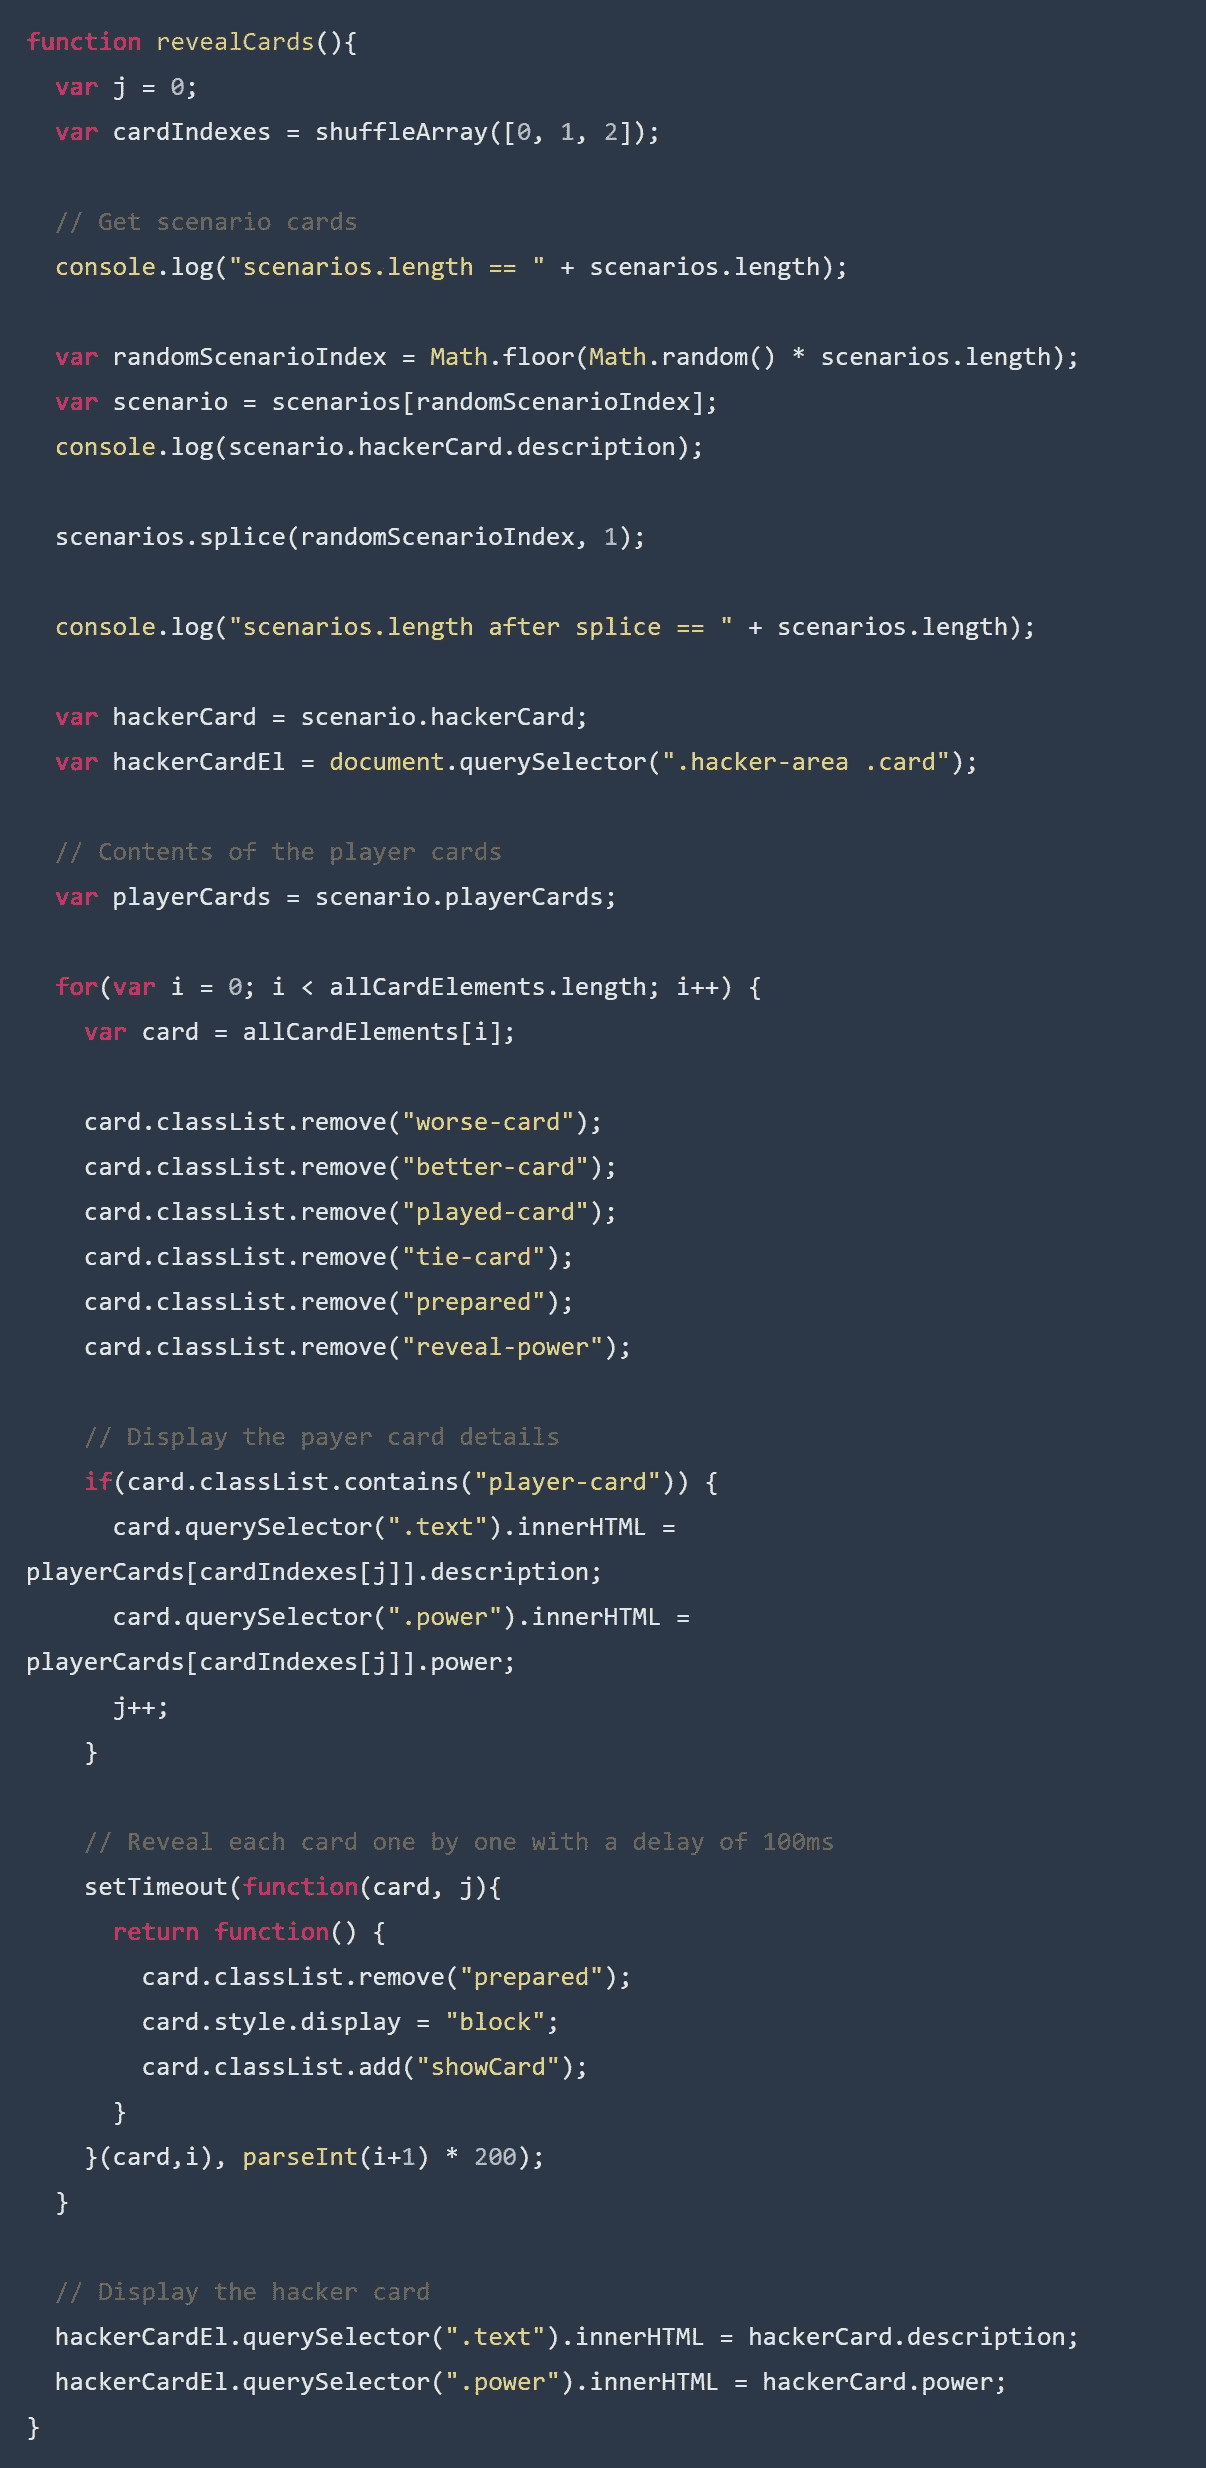 function revealCards(){
  var j = 0;
  var cardIndexes = shuffleArray([0, 1, 2]);

  // Get scenario cards
  console.log("scenarios.length == " + scenarios.length);

  var randomScenarioIndex = Math.floor(Math.random() * scenarios.length);
  var scenario = scenarios[randomScenarioIndex];
  console.log(scenario.hackerCard.description);

  scenarios.splice(randomScenarioIndex, 1);

  console.log("scenarios.length after splice == " + scenarios.length);

  var hackerCard = scenario.hackerCard;
  var hackerCardEl = document.querySelector(".hacker-area .card");

  // Contents of the player cards
  var playerCards = scenario.playerCards;

  for(var i = 0; i < allCardElements.length; i++) {
    var card = allCardElements[i];

    card.classList.remove("worse-card");
    card.classList.remove("better-card");
    card.classList.remove("played-card");
    card.classList.remove("tie-card");
    card.classList.remove("prepared");
    card.classList.remove("reveal-power");

    // Display the payer card details
    if(card.classList.contains("player-card")) {
      card.querySelector(".text").innerHTML =
playerCards[cardIndexes[j]].description;
      card.querySelector(".power").innerHTML =
playerCards[cardIndexes[j]].power;
      j++;
    }

    // Reveal each card one by one with a delay of 100ms
    setTimeout(function(card, j){
      return function() {
        card.classList.remove("prepared");
        card.style.display = "block";
        card.classList.add("showCard");
      }
    }(card,i), parseInt(i+1) * 200);
  }

  // Display the hacker card
  hackerCardEl.querySelector(".text").innerHTML = hackerCard.description;
  hackerCardEl.querySelector(".power").innerHTML = hackerCard.power;
}